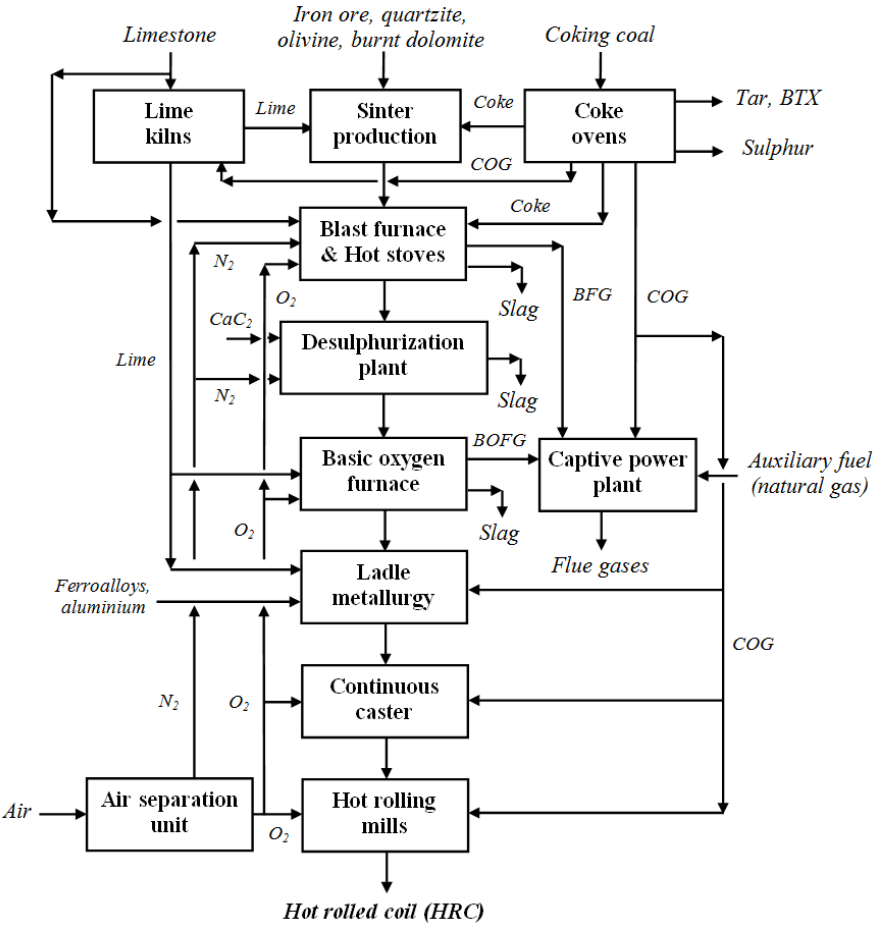 Limestone
Iron ore, quartzite,
olivine, burnt dolomite
Coking coal
Lime
kilns
Lime
Sinter
production
Coke
Coke
ovens
Tar, BTX
Sulphur
COG
Coke
Blast furnace
& Hot stoves
N₂
O₂
Slag
BFG
COG
CaC₂
Desulphurization
plant
Lime
N₂
Slag
Basic oxygen
furnace
BOFG
Captive power
plant
Auxiliary fuel
(natural gas)
O₂
Slag
Flue gases
Ladle
metallurgy
Ferroalloys,
aluminium
COG
Continuous
caster
N₂
O₂
Air
Air separation
unit
O₂
Hot rolling
mills
Hot rolled coil (HRC)